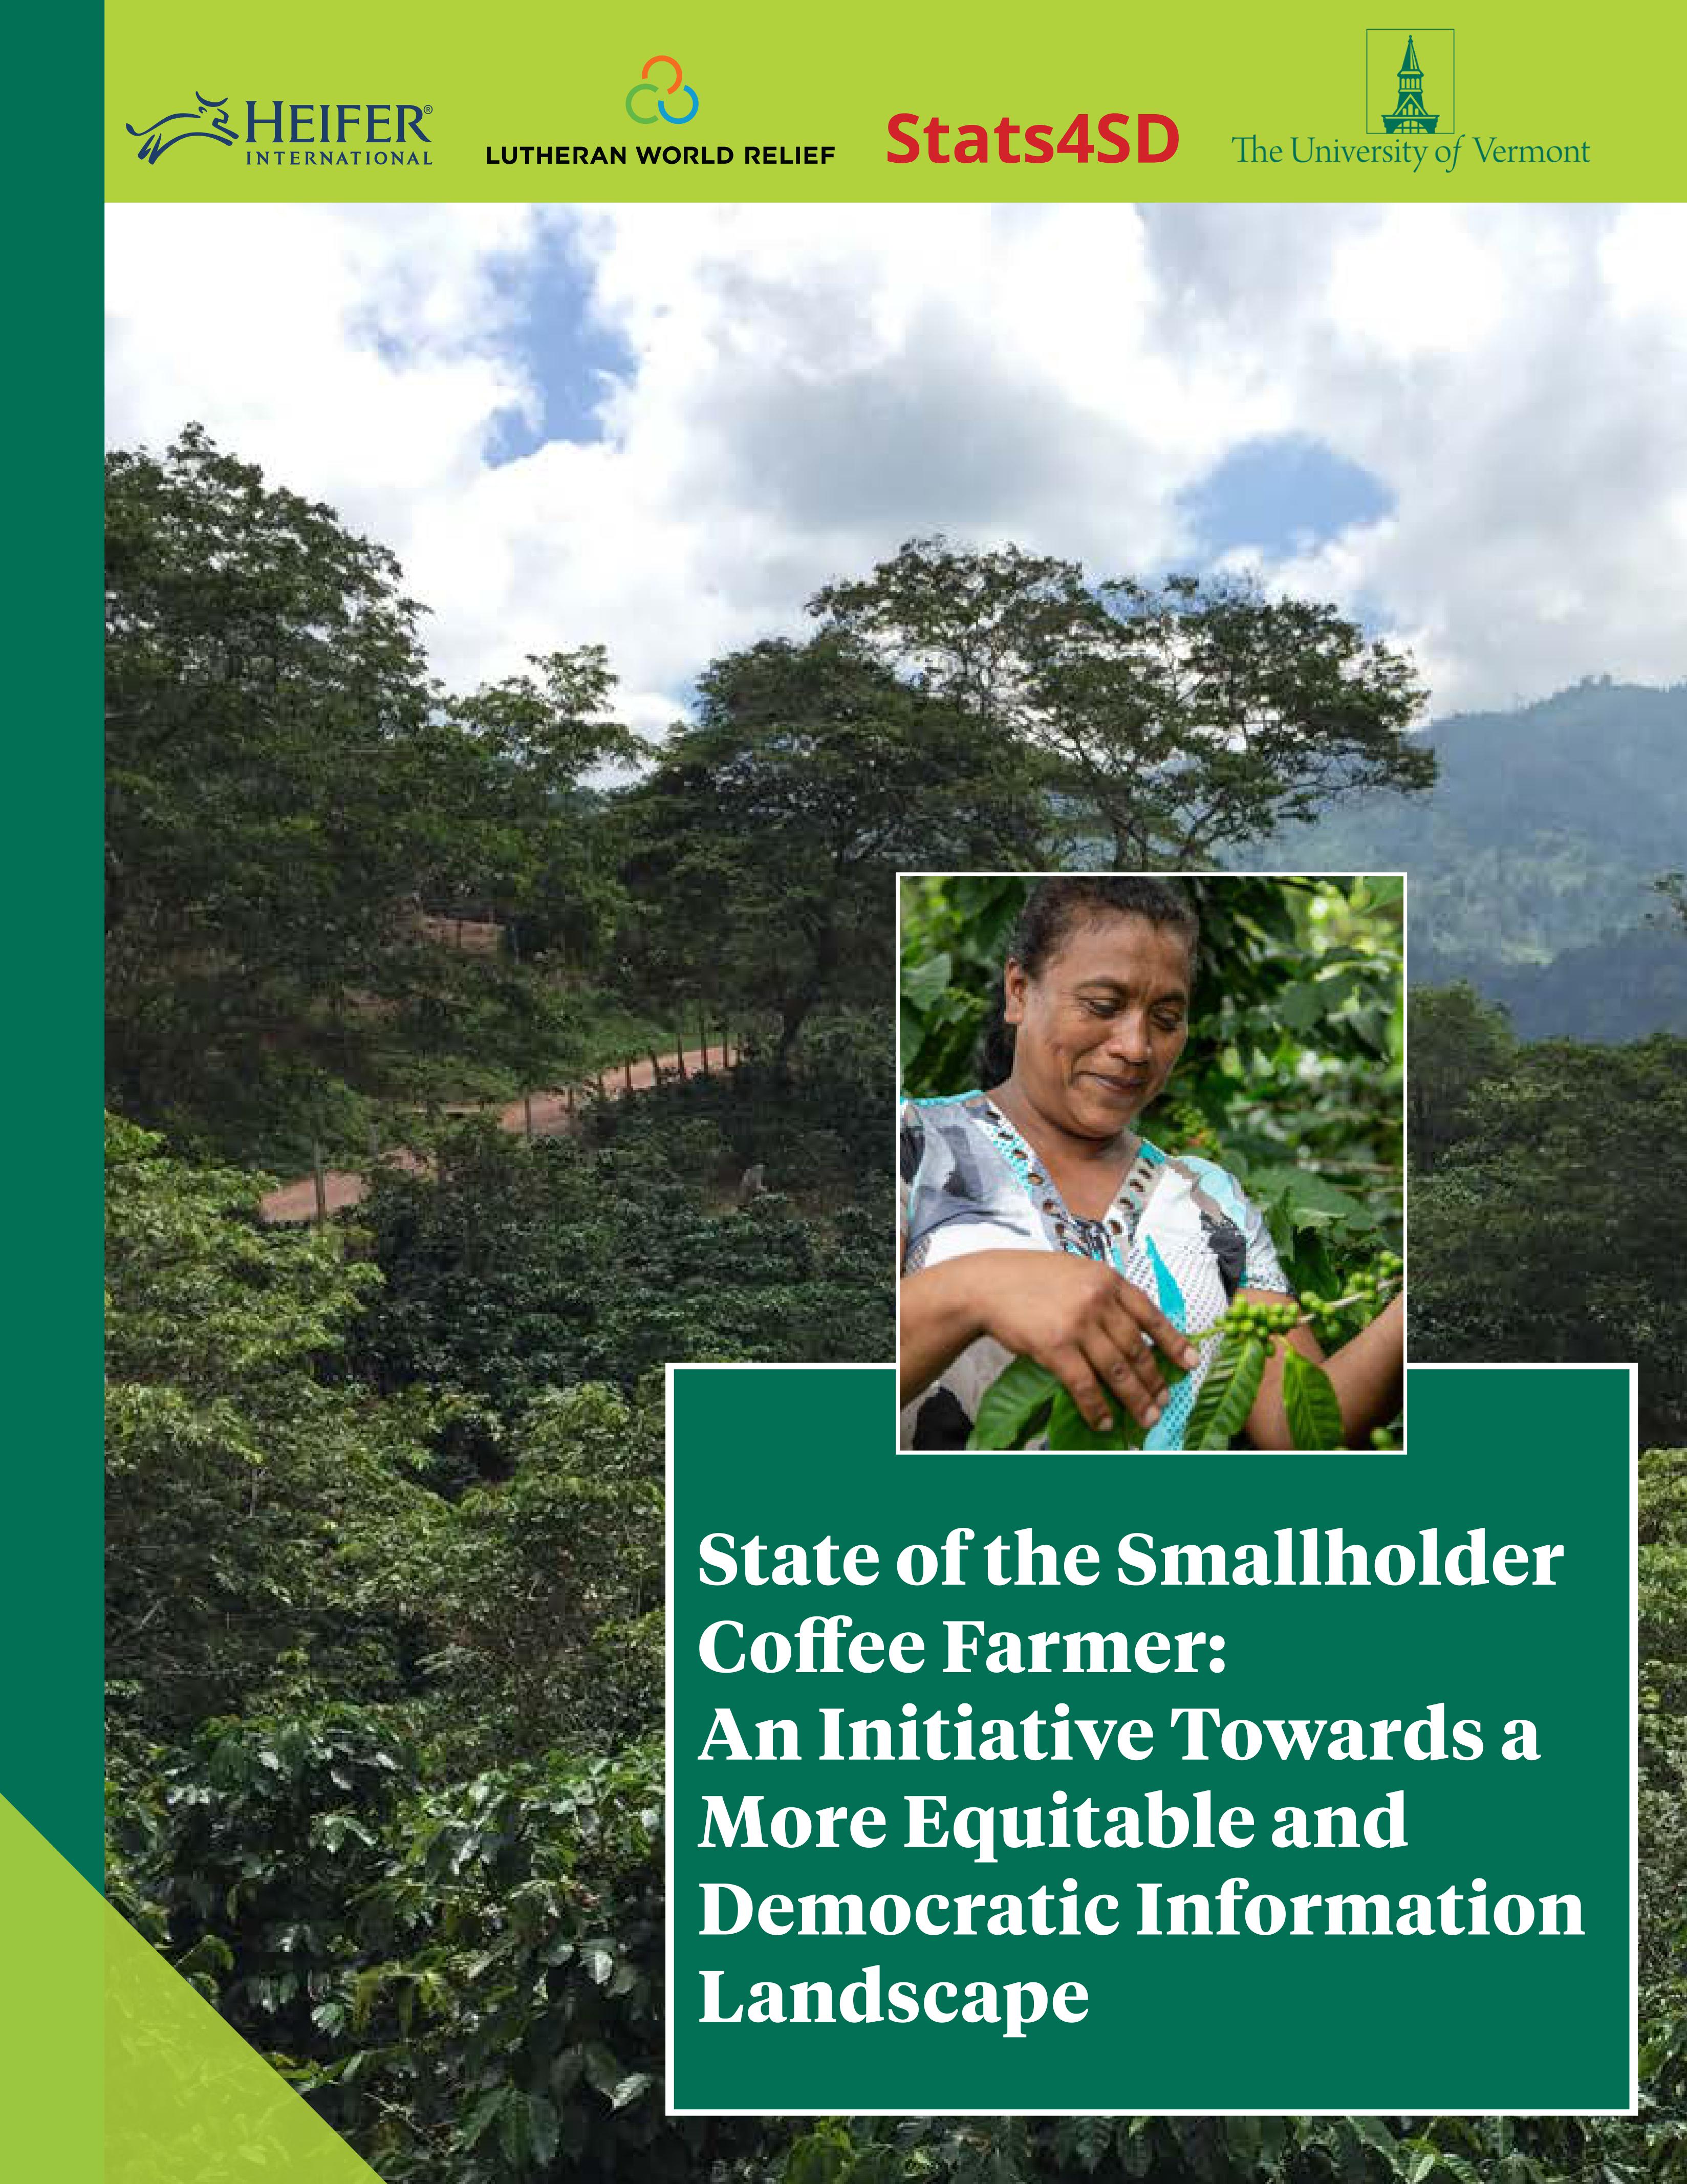 HEIFER®
INTERNATIONAL
LUTHERAN WORLD RELIEF
Stats4SD
The University of Vermont
State of the Smallholder
Coffee Farmer:
An Initiative Towards a
More Equitable and
Democratic Information
Landscape